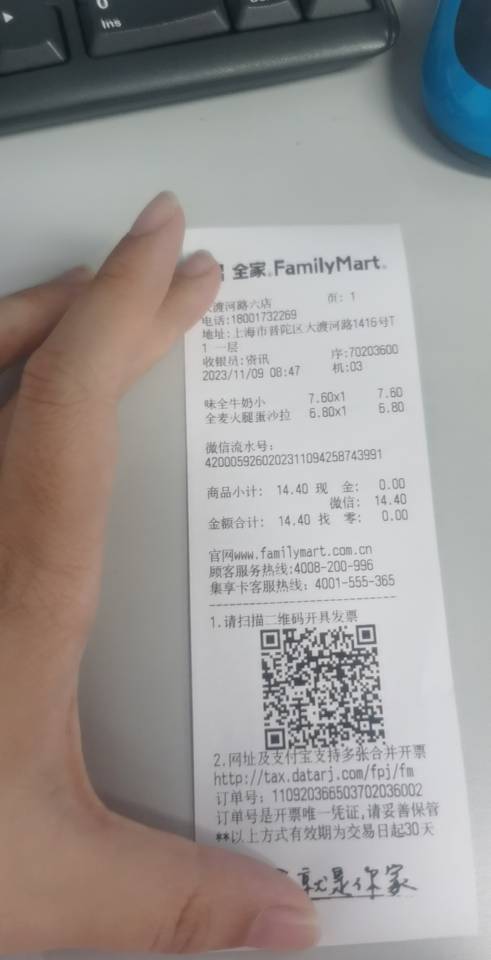 Ins
全家 FamilyMart
大渡河路六店 页: 1
电话:18001732269
地址:上海市普陀区大渡河路1416号T
1 一层
收银员:资讯 序:70203600
2023/11/09 08:47 机:03
味全牛奶小 7.60x1 7.60
全麦火腿蛋沙拉 6.80x1 6.80
微信流水号:
4200059260202311094258743991
商品小计: 14.40 现 金: 0.00
微信: 14.40
金额合计: 14.40 找 零: 0.00
官网www.familymart.com.cn
顾客服务热线:4008-200-996
集享卡客服热线: 4001-555-365
1.请扫描二维码开具发票
2.网址及支付宝支持多张合并开票
http://tax.datarj.com/fpj/fm
订单号: 110920366503702036002
订单号是开票唯一凭证,请妥善保管
**以上方式有效期为交易日起30天
就是你家